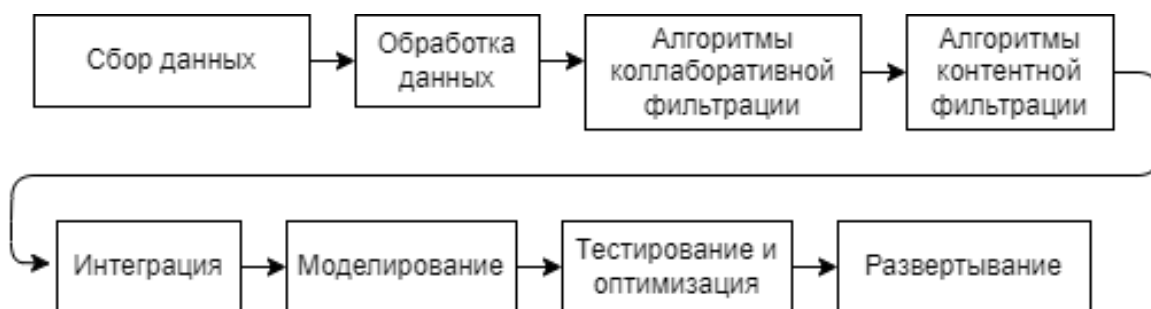 Сбор данных
Обработка
данных
Алгоритмы
коллаборативной
фильтрации
Алгоритмы
контентной
фильтрации
Интеграция
Моделирование
Тестирование и
оптимизация
Развертывание